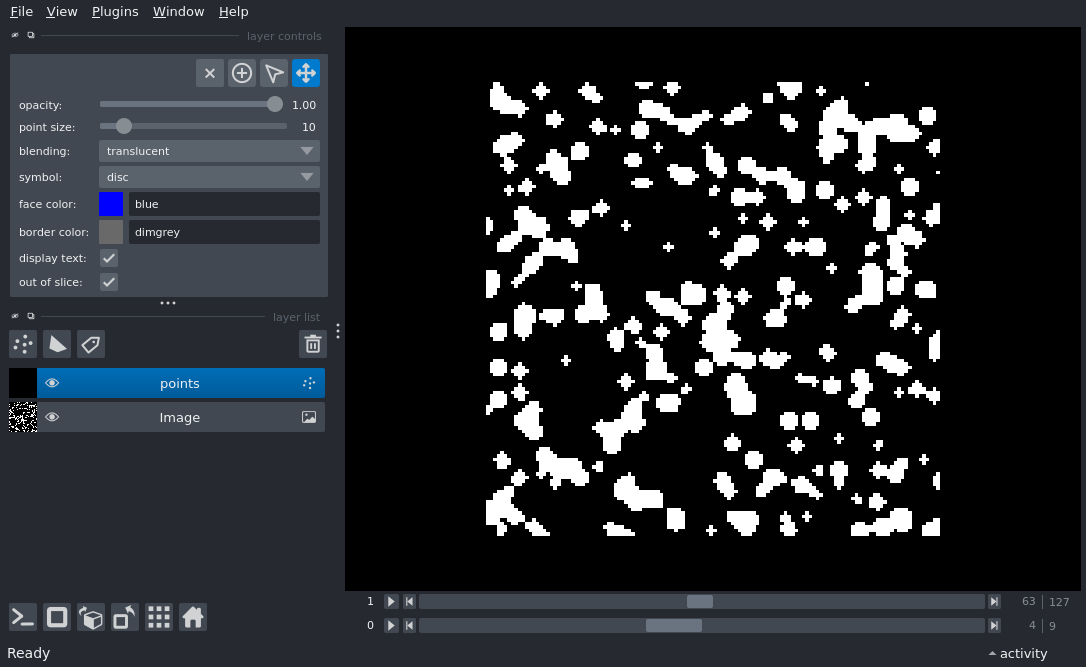 File View Plugins Window Help
layer controls
opacity: 1.00
point size: 10
blending: translucent
symbol: disc
face color: blue
border color: dimgrey
display text:
out of slice:
layer list
points
Image
1 63 127
0 4 9
Ready activity